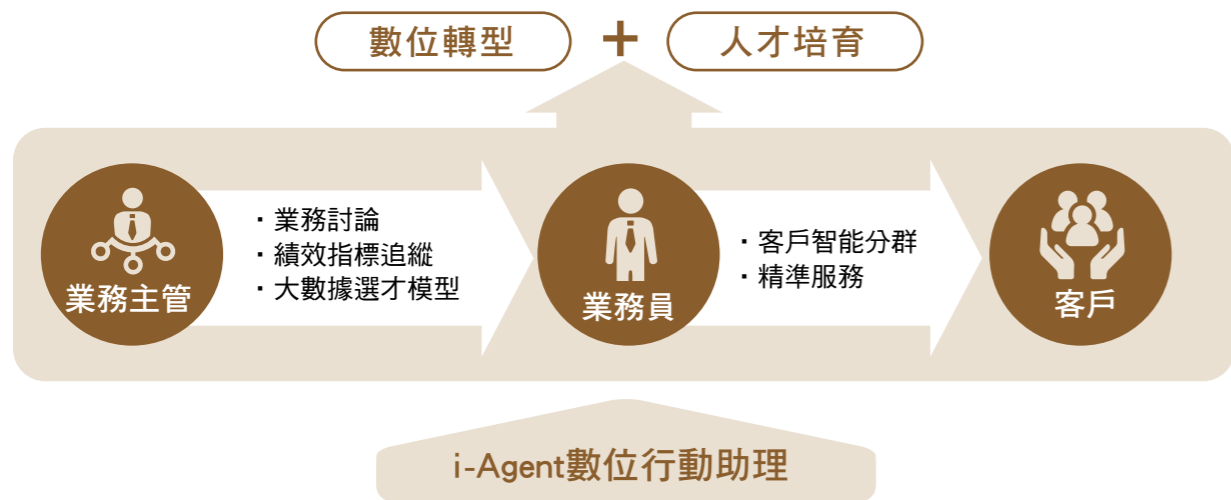 數位轉型 + 人才培育
業務主管
・業務討論
・績效指標追縱
・大數據選才模型
業務員
・客戶智能分群
・精準服務
客戶
i-Agent數位行動助理